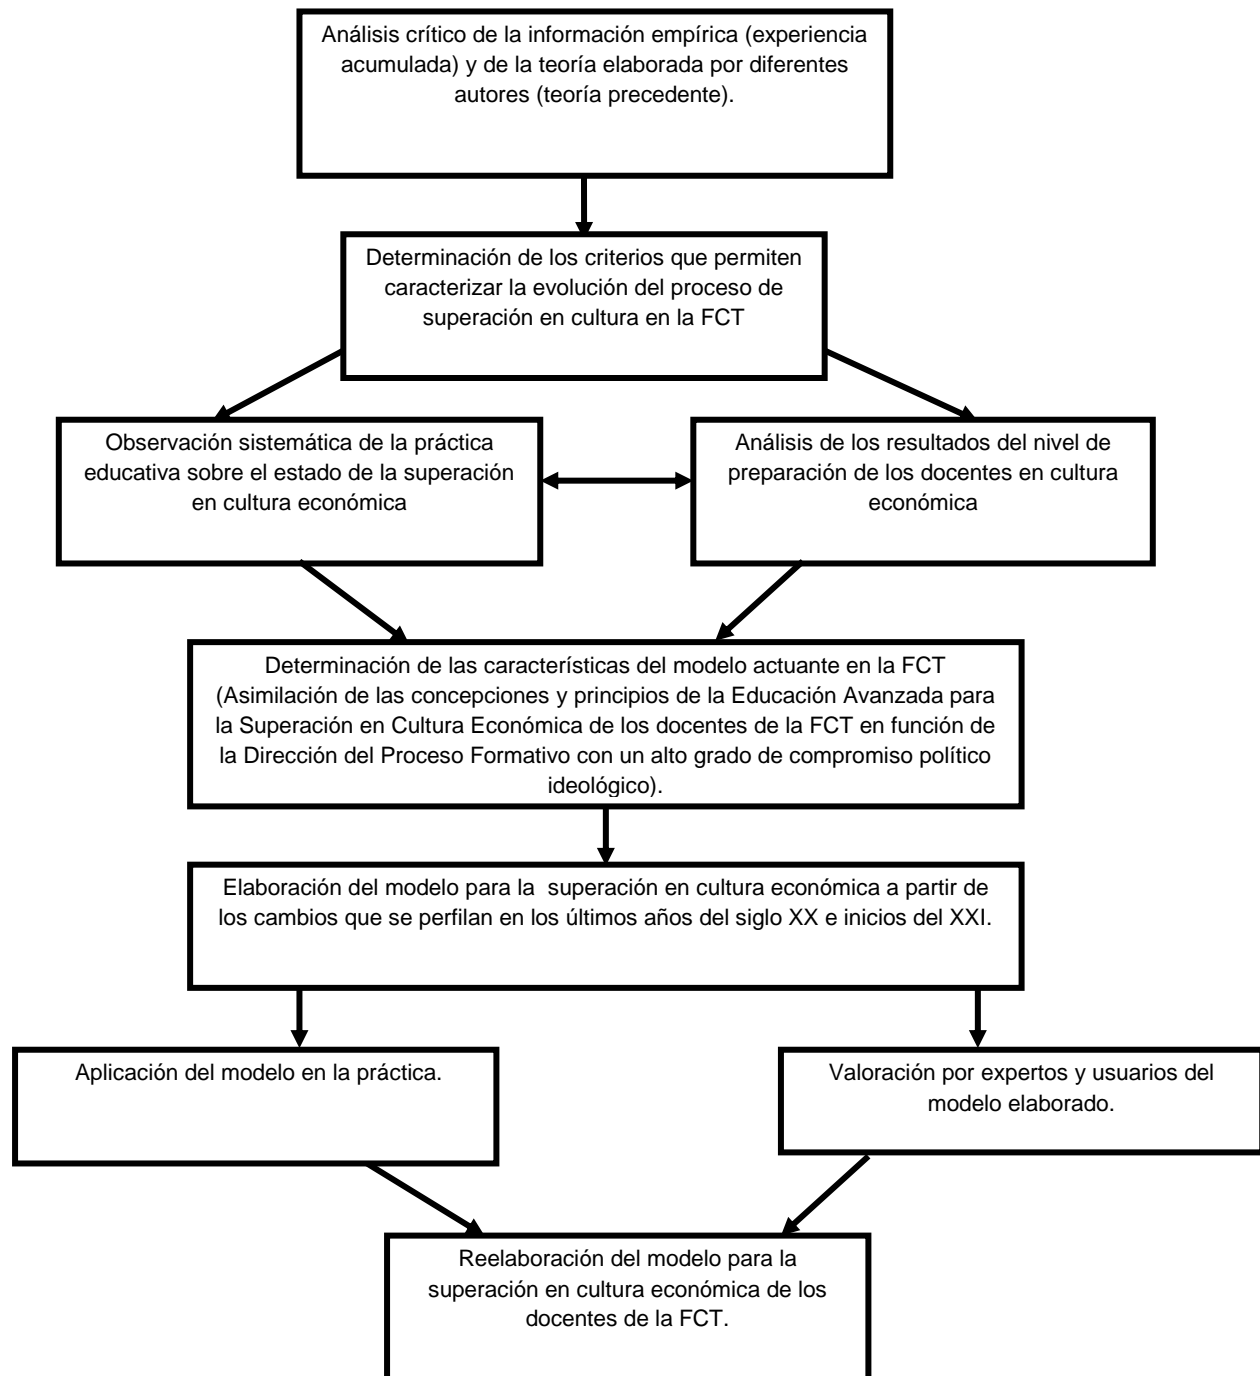 Análisis crítico de la información empírica (experiencia
acumulada) y de la teoría elaborada por diferentes
autores (teoría precedente).
Determinación de los criterios que permiten
caracterizar la evolución del proceso de
superación en cultura en la FCT
Observación sistemática de la práctica
educativa sobre el estado de la superación
en cultura económica
Análisis de los resultados del nivel de
preparación de los docentes en cultura
económica
Determinación de las características del modelo actuante en la FCT
(Asimilación de las concepciones y principios de la Educación Avanzada para
la Superación en Cultura Económica de los docentes de la FCT en función de
la Dirección del Proceso Formativo con un alto grado de compromiso político
ideológico).
Elaboración del modelo para la superación en cultura económica a partir de
los cambios que se perfilan en los últimos años del siglo XX e inicios del XXI.
Aplicación del modelo en la práctica.
Valoración por expertos y usuarios del
modelo elaborado.
Reelaboración del modelo para la
superación en cultura económica de los
docentes de la FCT.